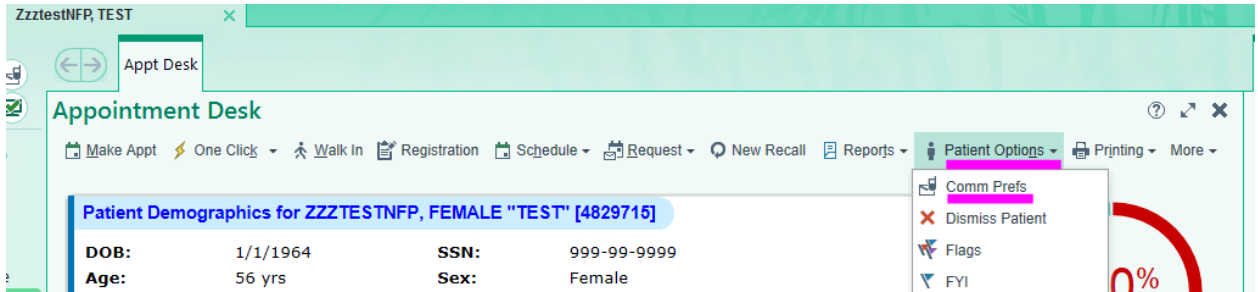 ZzztestNFP, TEST
Appt Desk
Appointment Desk
Make Appt One Click Walk In Registration Schedule Request New Recall Reports Patient Options Printing More
Comm Prefs
Patient Demographics for ZZZTESTNFP, FEMALE "TEST" [4829715]
Dismiss Patient
DOB: 1/1/1964 SSN: 999-99-9999
Flags
Age: 56 yrs Sex: Female
FYI
0%